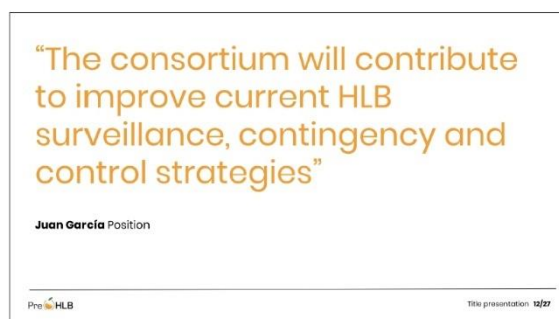 “The consortium will contribute
to improve current HLB
surveillance, contingency and
control strategies”
Juan García Position
Pre HLB
Title presentation 12/27